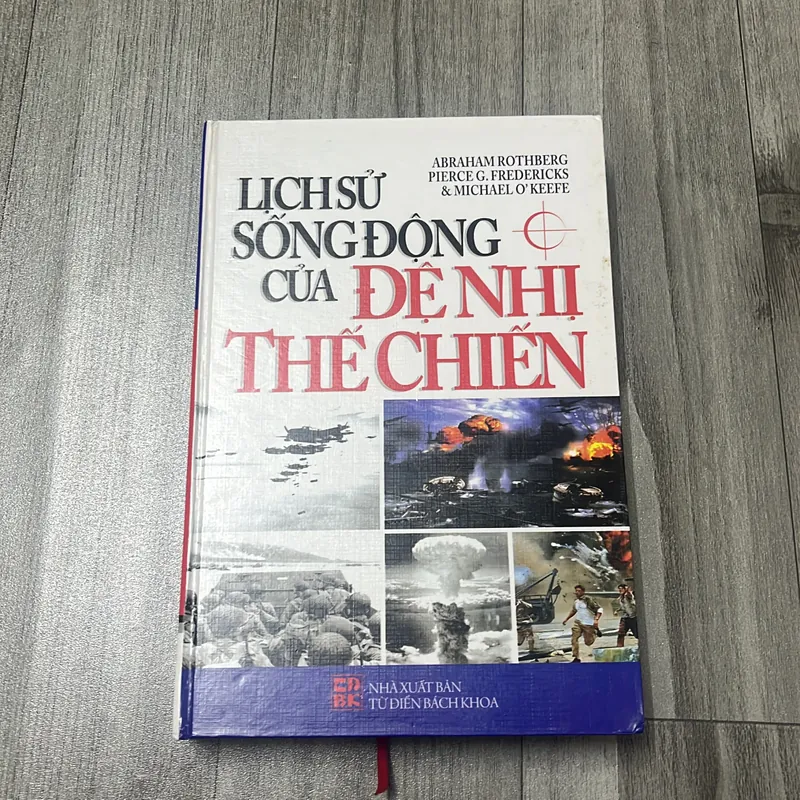 ABRAHAM ROTHBERG
PIERCE G. FREDERICKS
& MICHAEL O'KEEFE
LỊCH SỬ
SỐNG ĐỘNG
CỦA ĐỆ NHỊ
THẾ CHIẾN
NHÀ XUẤT BẢN
TỪ ĐIỂN BÁCH KHOA